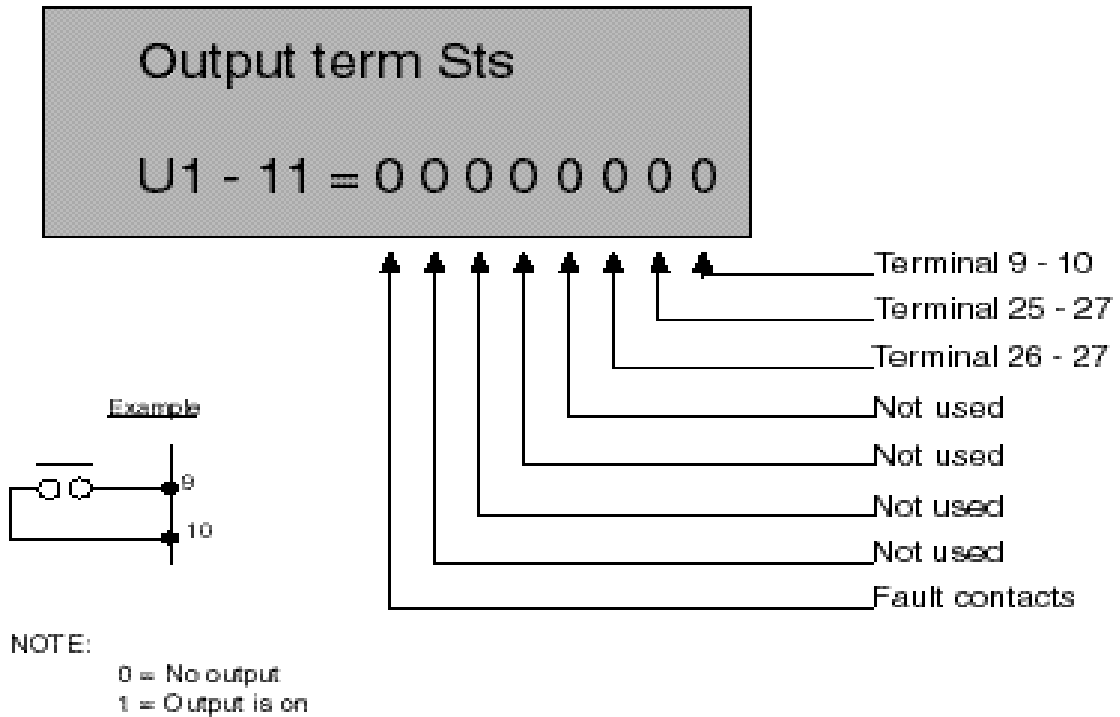 Output term Sts
U1 - 11 = 0 0 0 0 0 0 0 0
Terminal 9 - 10
Terminal 25 - 27
Terminal 26 - 27
Not used
Not used
Not used
Not used
Fault contacts
Example
9
10
NOTE:
0 = No output
1 = Output is on